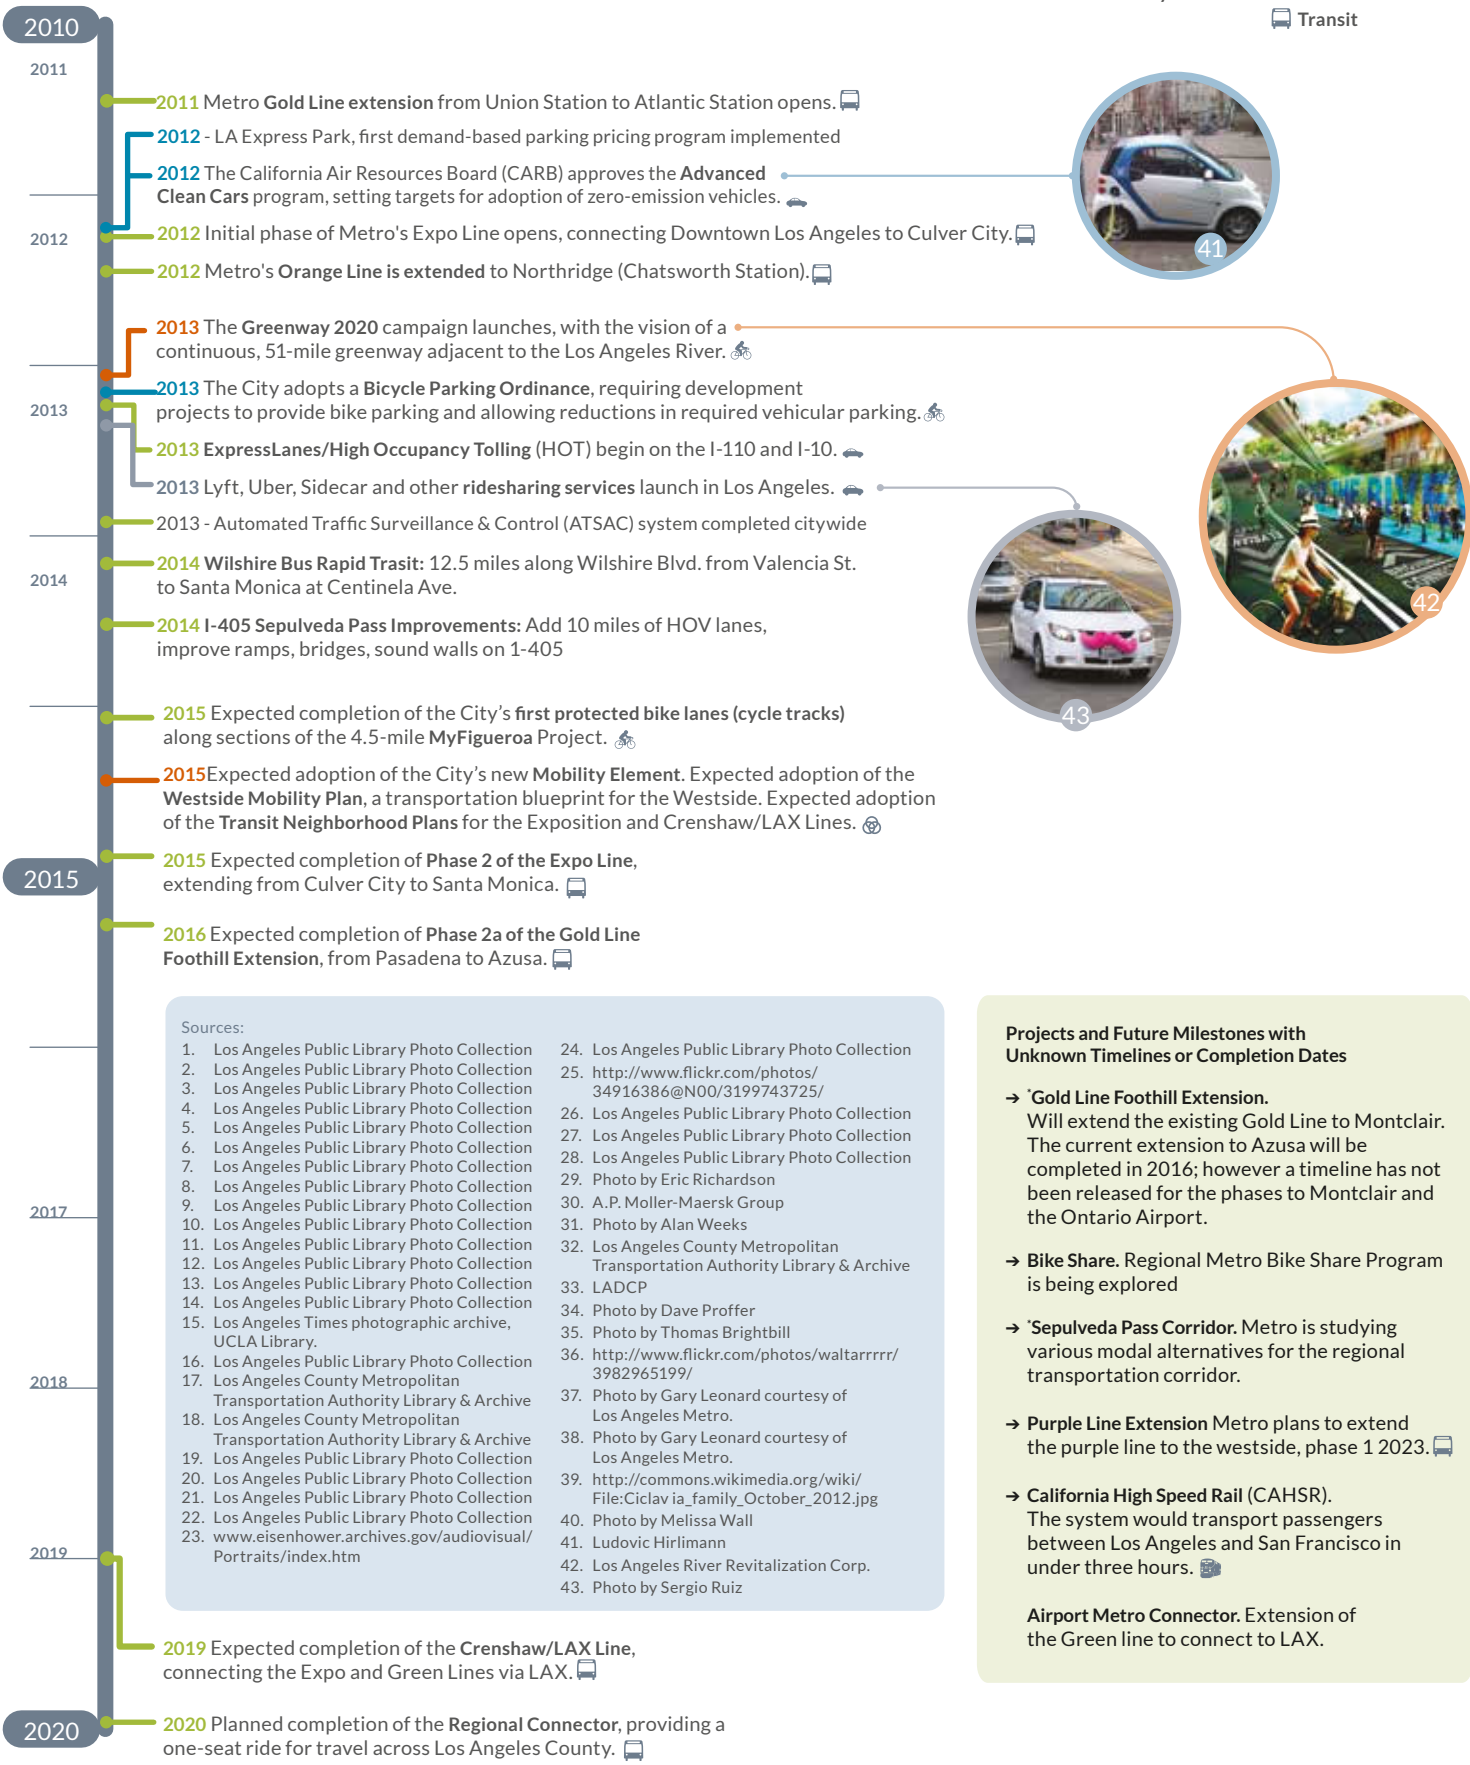 Transit
2010
2011
2011 Metro Gold Line extension from Union Station to Atlantic Station opens.
2012 - LA Express Park, first demand-based parking pricing program implemented
2012 The California Air Resources Board (CARB) approves the Advanced
Clean Cars program, setting targets for adoption of zero-emission vehicles.
41
2012
2012 Initial phase of Metro's Expo Line opens, connecting Downtown Los Angeles to Culver City.
2012 Metro's Orange Line is extended to Northridge (Chatsworth Station).
2013 The Greenway 2020 campaign launches, with the vision of a
continuous, 51-mile greenway adjacent to the Los Angeles River.
2013
2013 The City adopts a Bicycle Parking Ordinance, requiring development
projects to provide bike parking and allowing reductions in required vehicular parking.
2013 ExpressLanes/High Occupancy Tolling (HOT) begin on the I-110 and I-10.
2013 Lyft, Uber, Sidecar and other ridesharing services launch in Los Angeles.
2013 - Automated Traffic Surveillance & Control (ATSAC) system completed citywide
42
2014
2014 Wilshire Bus Rapid Trasit: 12.5 miles along Wilshire Blvd. from Valencia St.
to Santa Monica at Centinela Ave.
2014 I-405 Sepulveda Pass Improvements: Add 10 miles of HOV lanes,
improve ramps, bridges, sound walls on 1-405
43
2015 Expected completion of the City's first protected bike lanes (cycle tracks)
along sections of the 4.5-mile MyFigueroa Project.
2015Expected adoption of the City's new Mobility Element. Expected adoption of the
Westside Mobility Plan, a transportation blueprint for the Westside. Expected adoption
of the Transit Neighborhood Plans for the Exposition and Crenshaw/LAX Lines.
2015
2015 Expected completion of Phase 2 of the Expo Line,
extending from Culver City to Santa Monica.
2016 Expected completion of Phase 2a of the Gold Line
Foothill Extension, from Pasadena to Azusa.
Sources:
1. Los Angeles Public Library Photo Collection
2. Los Angeles Public Library Photo Collection
3. Los Angeles Public Library Photo Collection
4. Los Angeles Public Library Photo Collection
5. Los Angeles Public Library Photo Collection
6. Los Angeles Public Library Photo Collection
7. Los Angeles Public Library Photo Collection
8. Los Angeles Public Library Photo Collection
9. Los Angeles Public Library Photo Collection
10. Los Angeles Public Library Photo Collection
11. Los Angeles Public Library Photo Collection
12. Los Angeles Public Library Photo Collection
13. Los Angeles Public Library Photo Collection
14. Los Angeles Public Library Photo Collection
15. Los Angeles Times photographic archive,
UCLA Library.
16. Los Angeles Public Library Photo Collection
17. Los Angeles County Metropolitan
Transportation Authority Library & Archive
18. Los Angeles County Metropolitan
Transportation Authority Library & Archive
19. Los Angeles Public Library Photo Collection
20. Los Angeles Public Library Photo Collection
21. Los Angeles Public Library Photo Collection
22. Los Angeles Public Library Photo Collection
23. www.eisenhower.archives.gov/audiovisual/
Portraits/index.htm
24. Los Angeles Public Library Photo Collection
25. http://www.flickr.com/photos/
34916386@N00/3199743725/
26. Los Angeles Public Library Photo Collection
27. Los Angeles Public Library Photo Collection
28. Los Angeles Public Library Photo Collection
29. Photo by Eric Richardson
30. A.P. Moller-Maersk Group
31. Photo by Alan Weeks
32. Los Angeles County Metropolitan
Transportation Authority Library & Archive
33. LADCP
34. Photo by Dave Proffer
35. Photo by Thomas Brightbill
36. http://www.flickr.com/photos/waltarrrrr/
3982965199/
37. Photo by Gary Leonard courtesy of
Los Angeles Metro.
38. Photo by Gary Leonard courtesy of
Los Angeles Metro.
39. http://commons.wikimedia.org/wiki/
File:Ciclav ia_family_October_2012.jpg
40. Photo by Melissa Wall
41. Ludovic Hirlimann
42. Los Angeles River Revitalization Corp.
43. Photo by Sergio Ruiz
Projects and Future Milestones with
Unknown Timelines or Completion Dates
→ *Gold Line Foothill Extension.
Will extend the existing Gold Line to Montclair.
The current extension to Azusa will be
completed in 2016; however a timeline has not
been released for the phases to Montclair and
the Ontario Airport.
→ Bike Share. Regional Metro Bike Share Program
is being explored
→ *Sepulveda Pass Corridor. Metro is studying
various modal alternatives for the regional
transportation corridor.
→ Purple Line Extension Metro plans to extend
the purple line to the westside, phase 1 2023.
→ California High Speed Rail (CAHSR).
The system would transport passengers
between Los Angeles and San Francisco in
under three hours.
Airport Metro Connector. Extension of
the Green line to connect to LAX.
2017
2018
2019
2019 Expected completion of the Crenshaw/LAX Line,
connecting the Expo and Green Lines via LAX.
2020
2020 Planned completion of the Regional Connector, providing a
one-seat ride for travel across Los Angeles County.